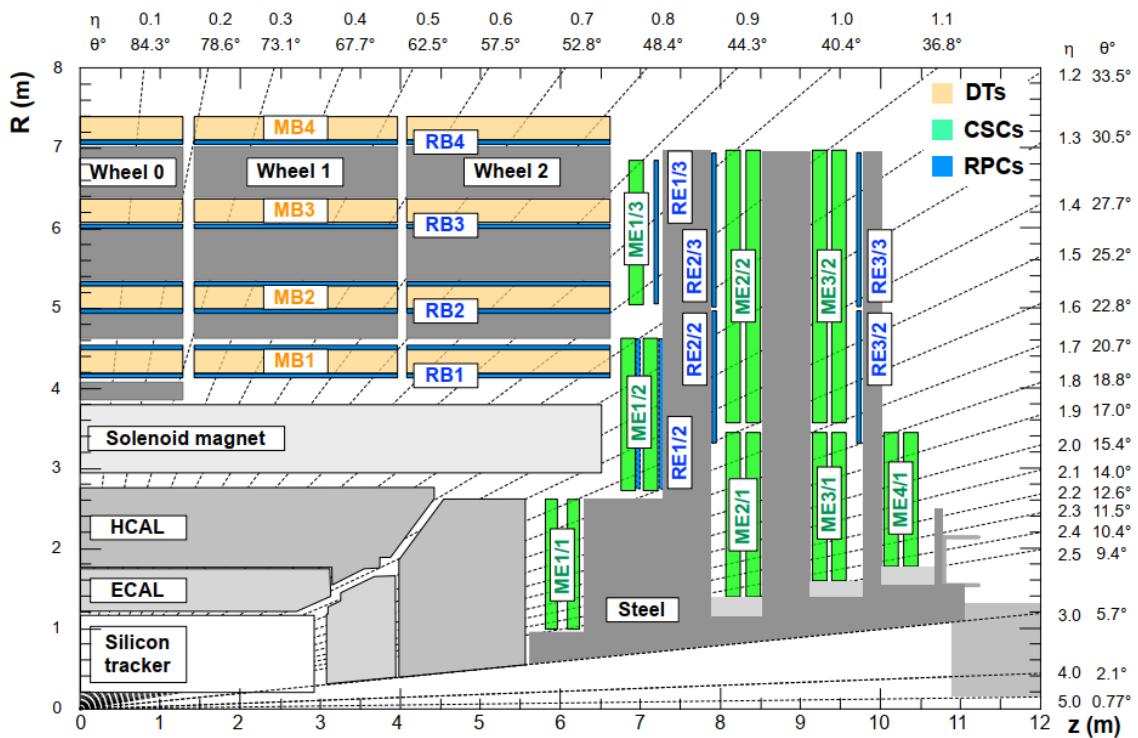 η 0.1 0.2 0.3 0.4 0.5 0.6 0.7 0.8 0.9 1.0 1.1
θ° 84.3° 78.6° 73.1° 67.7° 62.5° 57.5° 52.8° 48.4° 44.3° 40.4° 36.8° η θ°
R (m)
8
7
6
5
4
3
2
1
0
1.2 33.5°
1.3 30.5°
1.4 27.7°
1.5 25.2°
1.6 22.8°
1.7 20.7°
1.8 18.8°
1.9 17.0°
2.0 15.4°
2.1 14.0°
2.2 12.6°
2.3 11.5°
2.4 10.4°
2.5 9.4°
3.0 5.7°
4.0 2.1°
5.0 0.77°
DTs
CSCs
RPCs
MB4
RB4
Wheel 0
Wheel 1
Wheel 2
MB3
RB3
MB2
RB2
MB1
RB1
Solenoid magnet
HCAL
ECAL
Silicon
tracker
Steel
ME1/3
RE1/3
RE2/3
ME2/2
ME3/2
RE3/3
RE2/2
RE3/2
ME1/2
RE1/2
ME2/1
ME3/1
ME4/1
ME1/1
0 1 2 3 4 5 6 7 8 9 10 11 12
z (m)